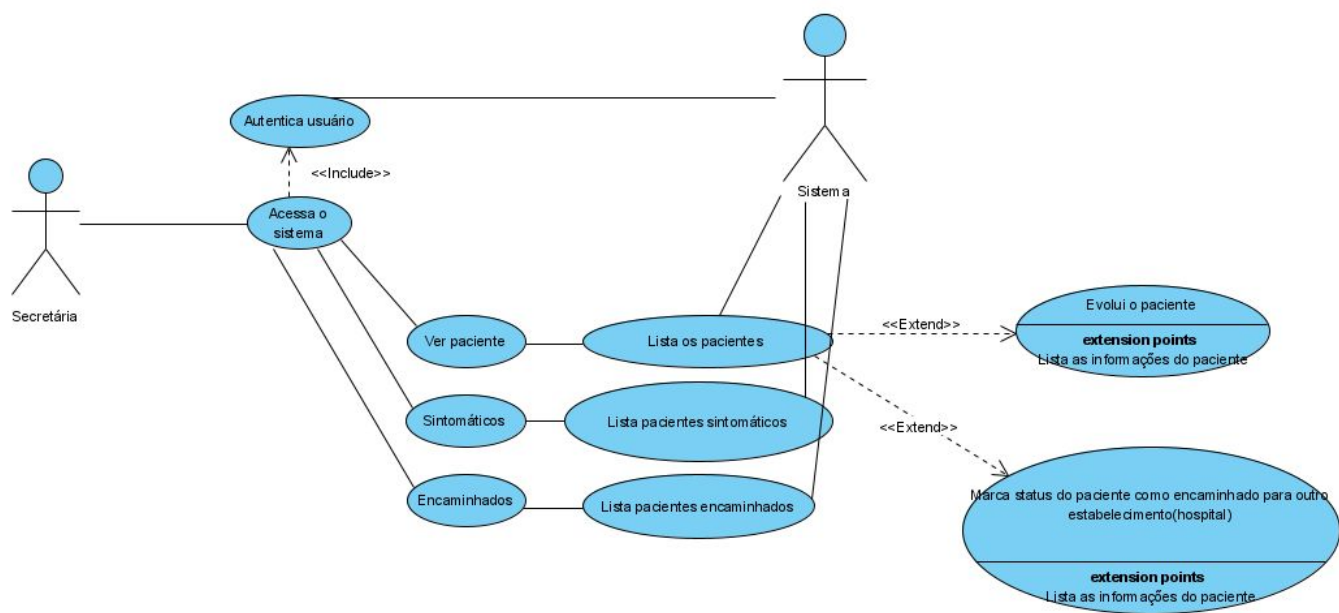 Autentica usuário
<<Include>>
Acessa o
sistema
Secretária
Sistema
Ver paciente
Lista os pacientes
<<Extend>>
Evolui o paciente
extension points
Lista as informações do paciente
Sintomáticos
Lista pacientes sintomáticos
<<Extend>>
Encaminhados
Lista pacientes encaminhados
Marca status do paciente como encaminhado para outro
estabelecimento(hospital)
extension points
Lista as informações do paciente